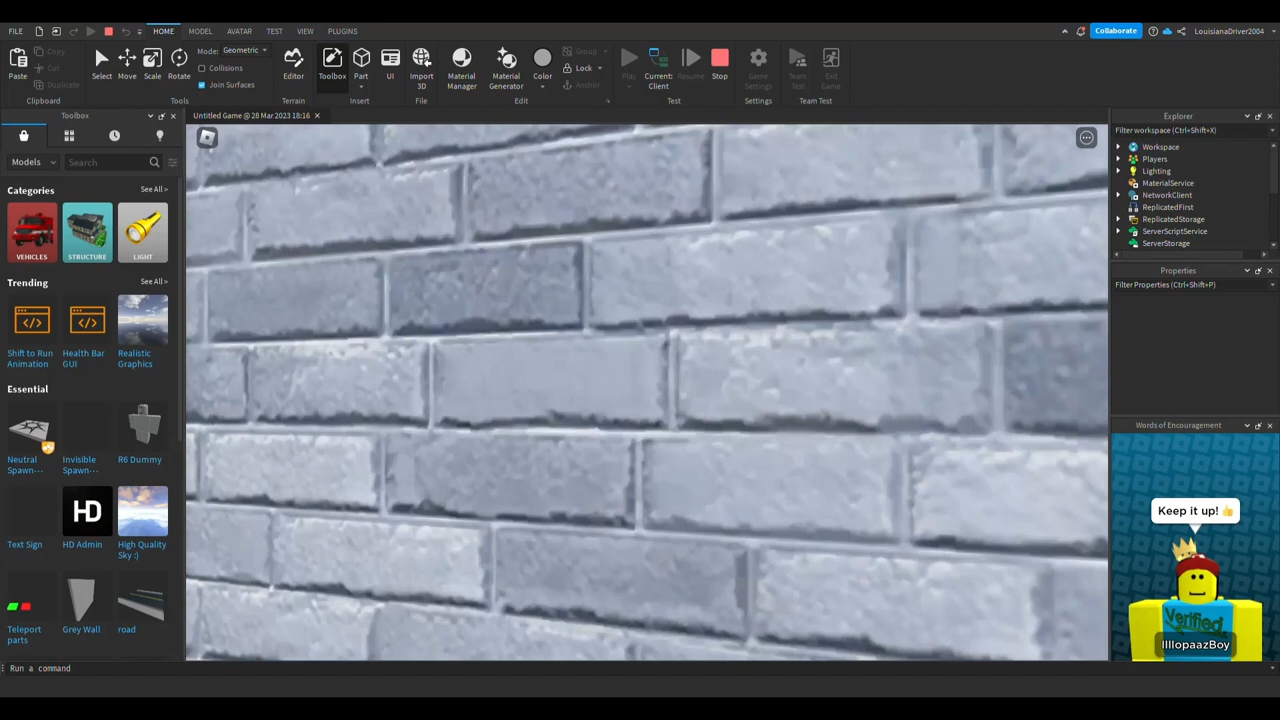 FILE
HOME
MODEL
AVATAR
TEST
VIEW
PLUGINS
Collaborate
LouisianaDriver2004
Paste
Copy
Cut
Duplicate
Clipboard
Select
Move
Scale
Rotate
Mode: Geometric
Collisions
Join Surfaces
Tools
Editor
Terrain
Toolbox
Part
UI
Insert
Import
3D
File
Material
Manager
Material
Generator
Color
Group
Lock
Anchor
Edit
Play
Current:
Client
Resume
Stop
Test
Game
Settings
Settings
Team
Test
Exit
Game
Team Test
Toolbox
Untitled Game @ 28 Mar 2023 18:16
Models
Search
Categories
See All >
VEHICLES
STRUCTURE
LIGHT
Trending
See All >
Shift to Run
Animation
Health Bar
GUI
Realistic
Graphics
Essential
Neutral
Spawn---
Invisible
Spawn---
R6 Dummy
HD
Text Sign
HD Admin
High Quality
Sky :)
Teleport
parts
Grey Wall
road
Explorer
Filter workspace (Ctrl+Shift+X)
Workspace
Players
Lighting
MaterialService
NetworkClient
ReplicatedFirst
ReplicatedStorage
ServerScriptService
ServerStorage
Properties
Filter Properties (Ctrl+Shift+P)
Words of Encouragement
Keep it up! 👍
Verified
IlllopaazBoy
Run a command